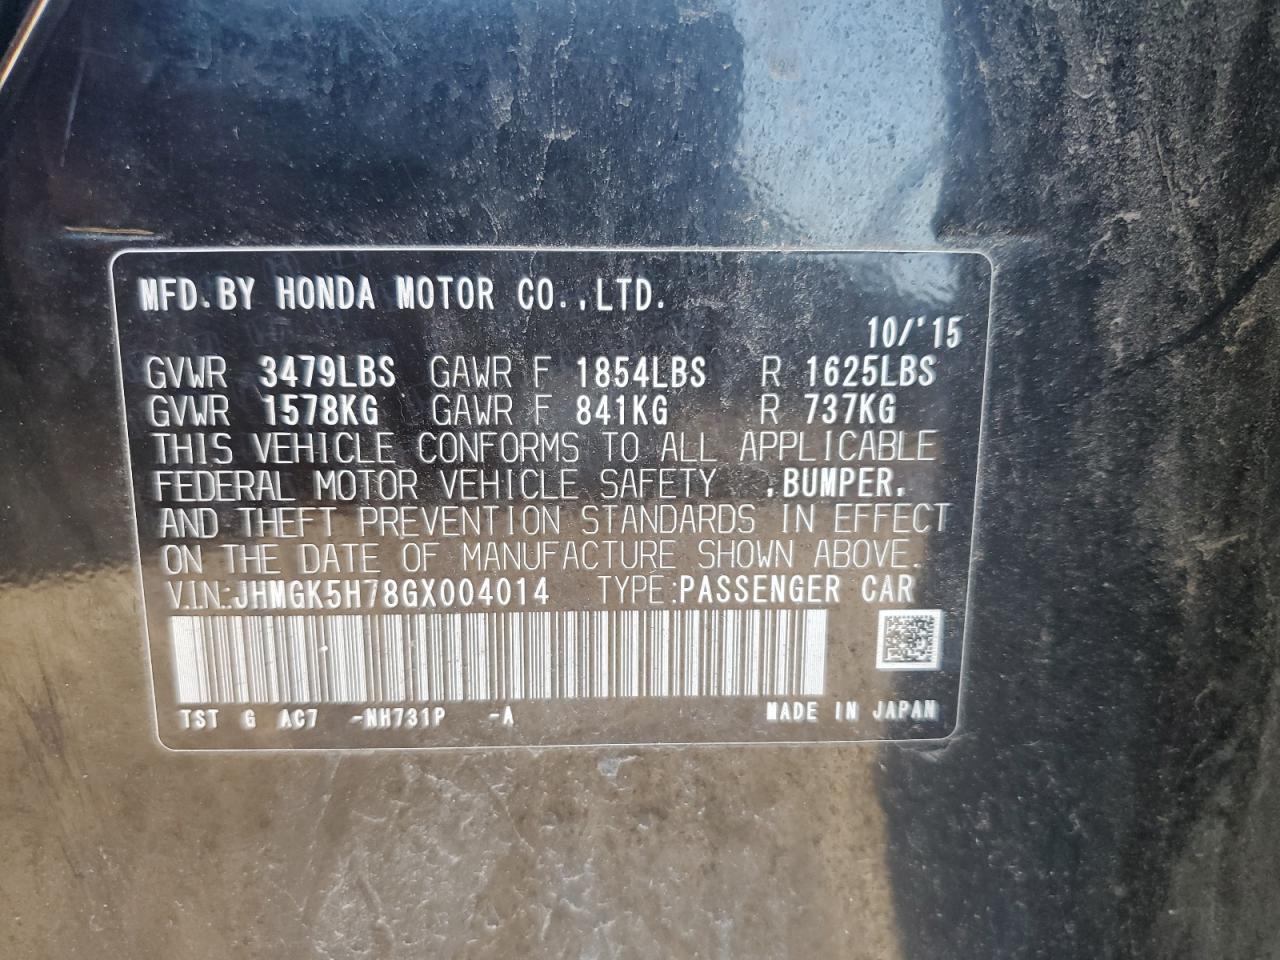 MFD.BY HONDA MOTOR CO.,LTD.
10/'15
GVWR 3479LBS GAWR F 1854LBS R 1625LBS
GVWR 1578KG GAWR F 841KG R 737KG
THIS VEHICLE CONFORMS TO ALL APPLICABLE
FEDERAL MOTOR VEHICLE SAFETY ,BUMPER,
AND THEFT PREVENTION STANDARDS IN EFFECT
ON THE DATE OF MANUFACTURE SHOWN ABOVE.
V.I.N.:JHMGK5H78GX004014 TYPE:PASSENGER CAR
TST G AC7 -NH731P -A MADE IN JAPAN